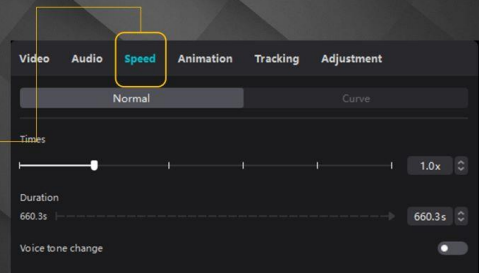 Video Audio Speed Animation Tracking Adjustment
Normal Curve
Times
1.0x
Duration
660.3s 660.3s
Voice tone change